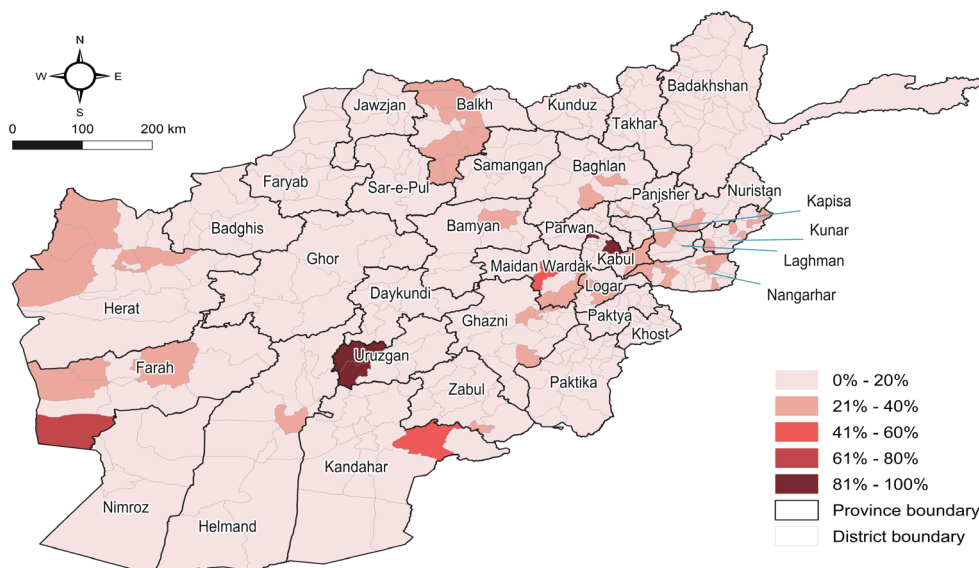 N
W E
S
0 100 200 km
Jawzjan
Balkh
Kunduz
Takhar
Badakhshan
Faryab
Sar-e-Pul
Samangan
Baghlan
Panjsher
Nuristan
Kapisa
Badghis
Bamyan
Parwan
Kunar
Ghor
Maidan Wardak
Kabul
Laghman
Herat
Daykundi
Logar
Nangarhar
Ghazni
Paktya
Khost
Farah
Uruzgan
Zabul
Paktika
Kandahar
Nimroz
Helmand
0% - 20%
21% - 40%
41% - 60%
61% - 80%
81% - 100%
Province boundary
District boundary